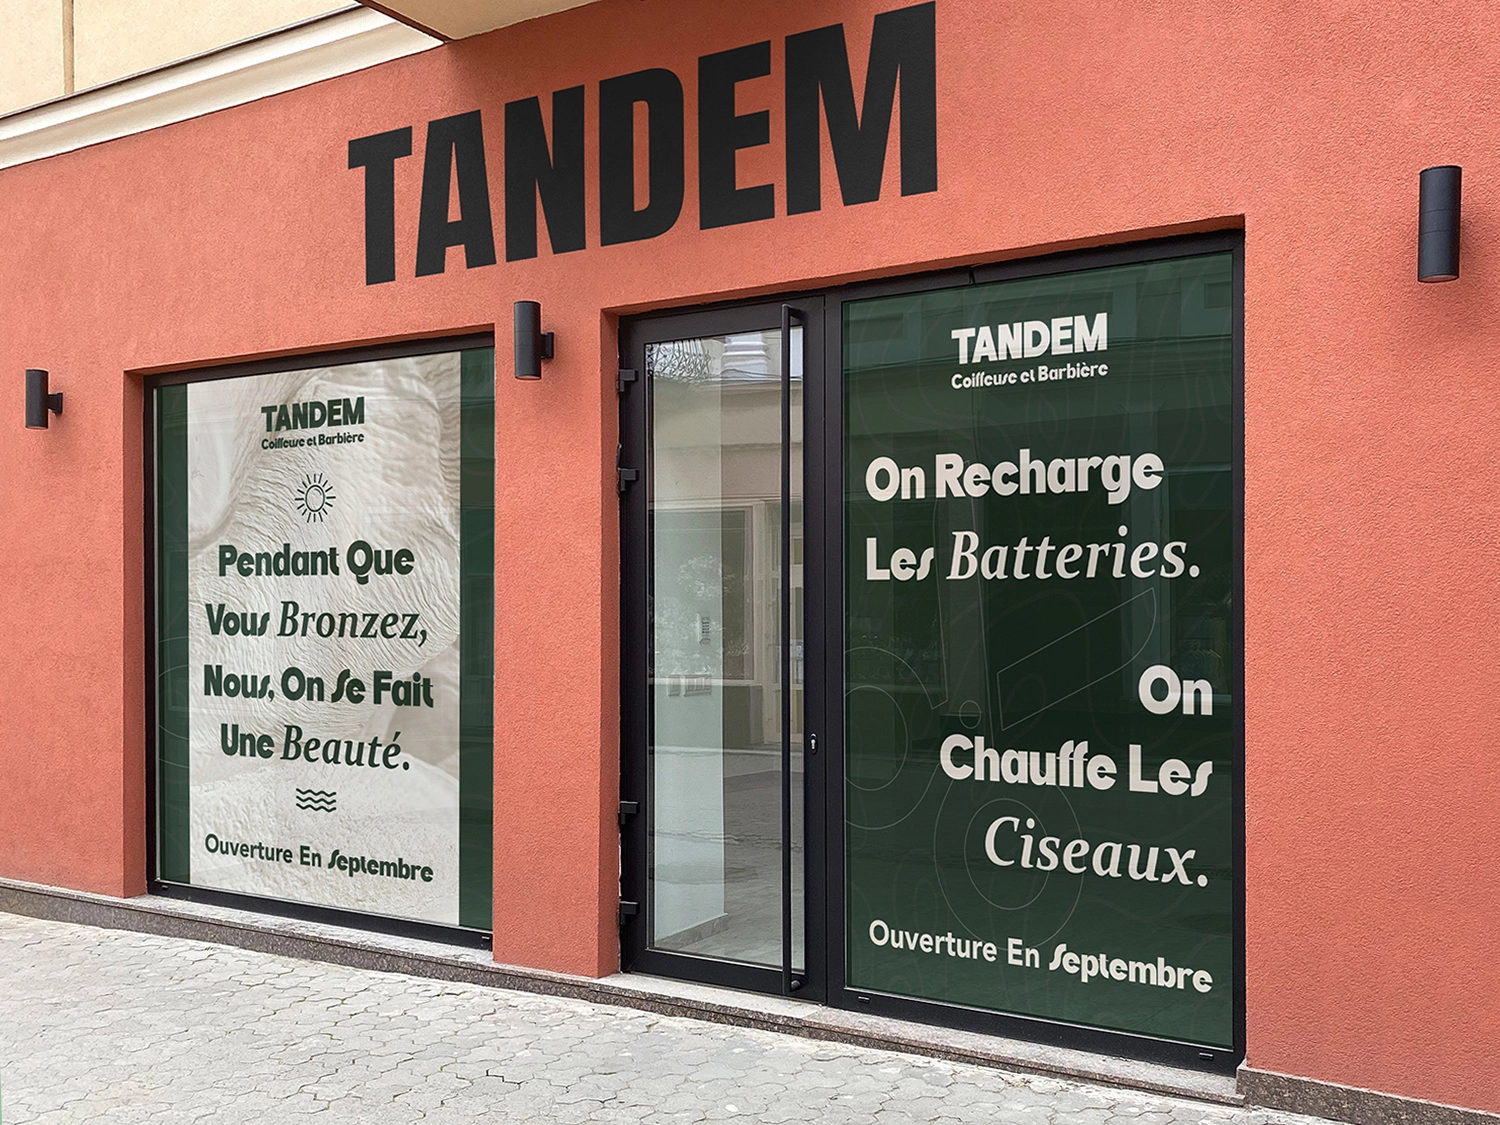 TANDEM
TANDEM
Coiffeuse et Barbière
Pendant Que
Vous Bronzez,
Nous, On Se Fait
Une Beauté.
Ouverture En Septembre
TANDEM
Coiffeuse et Barbière
On Recharge
Les Batteries.
On
Chauffe Les
Ciseaux.
Ouverture En Septembre